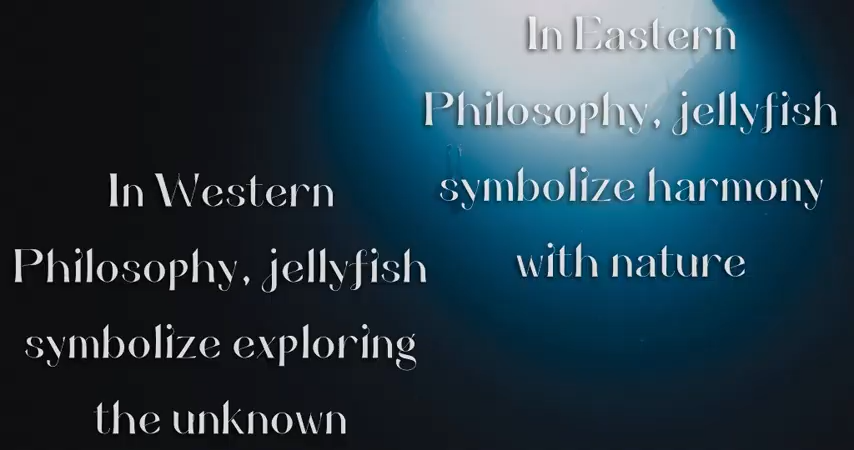 In Eastern
Philosophy, jellyfish
symbolize harmony
with nature
In Western
Philosophy, jellyfish
symbolize exploring
the unknown